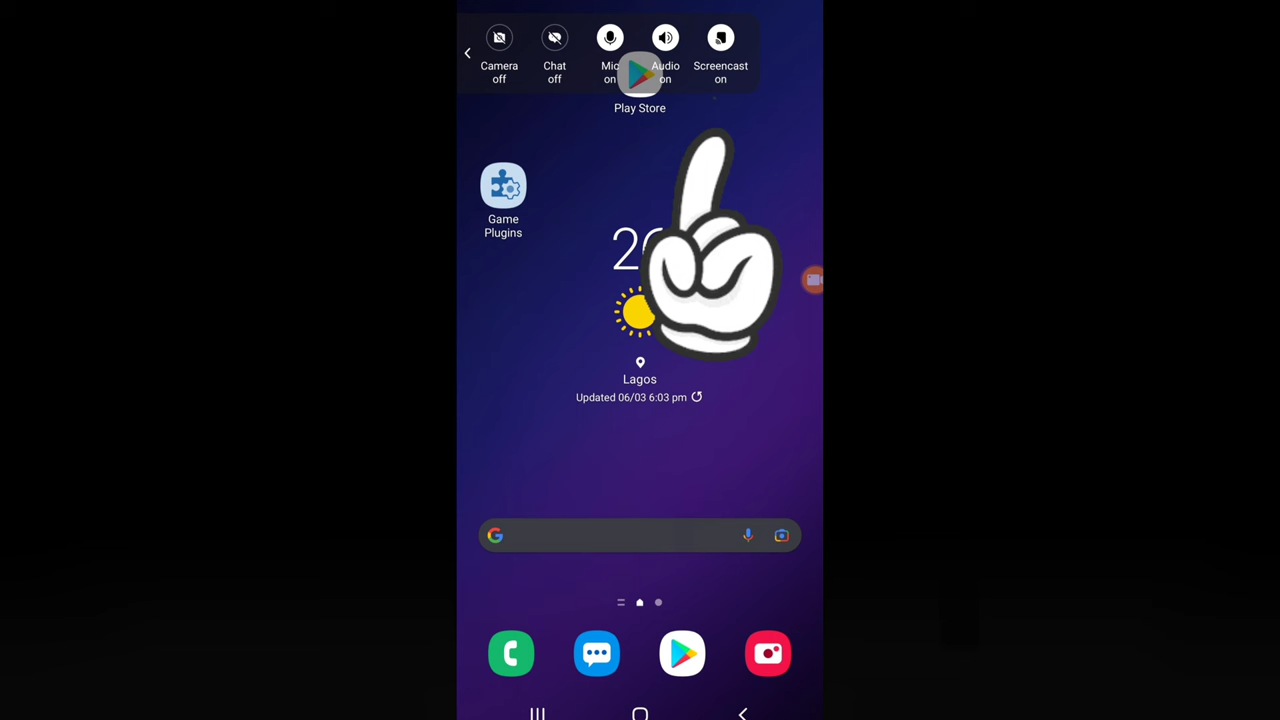 Camera off
Chat off
Mic on
Audio on
Screencast on
Play Store
Game
Plugins
Lagos
Updated 06/03 6:03 pm